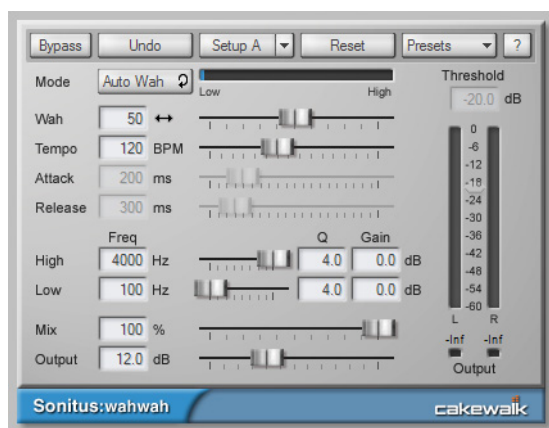 Bypass Undo Setup A Reset Presets ?
Mode Auto Wah Low High Threshold
-20.0 dB
Wah 50
Tempo 120 BPM
Attack 200 ms
Release 300 ms
0
-6
-12
-18
-24
-30
-36
-42
-48
-54
-60
L R
Freq Q Gain
High 4000 Hz 4.0 0.0 dB
Low 100 Hz 4.0 0.0 dB
Mix 100 %
Output 12.0 dB
-Inf -Inf
Output
Sonitus:wahwah cakewalk